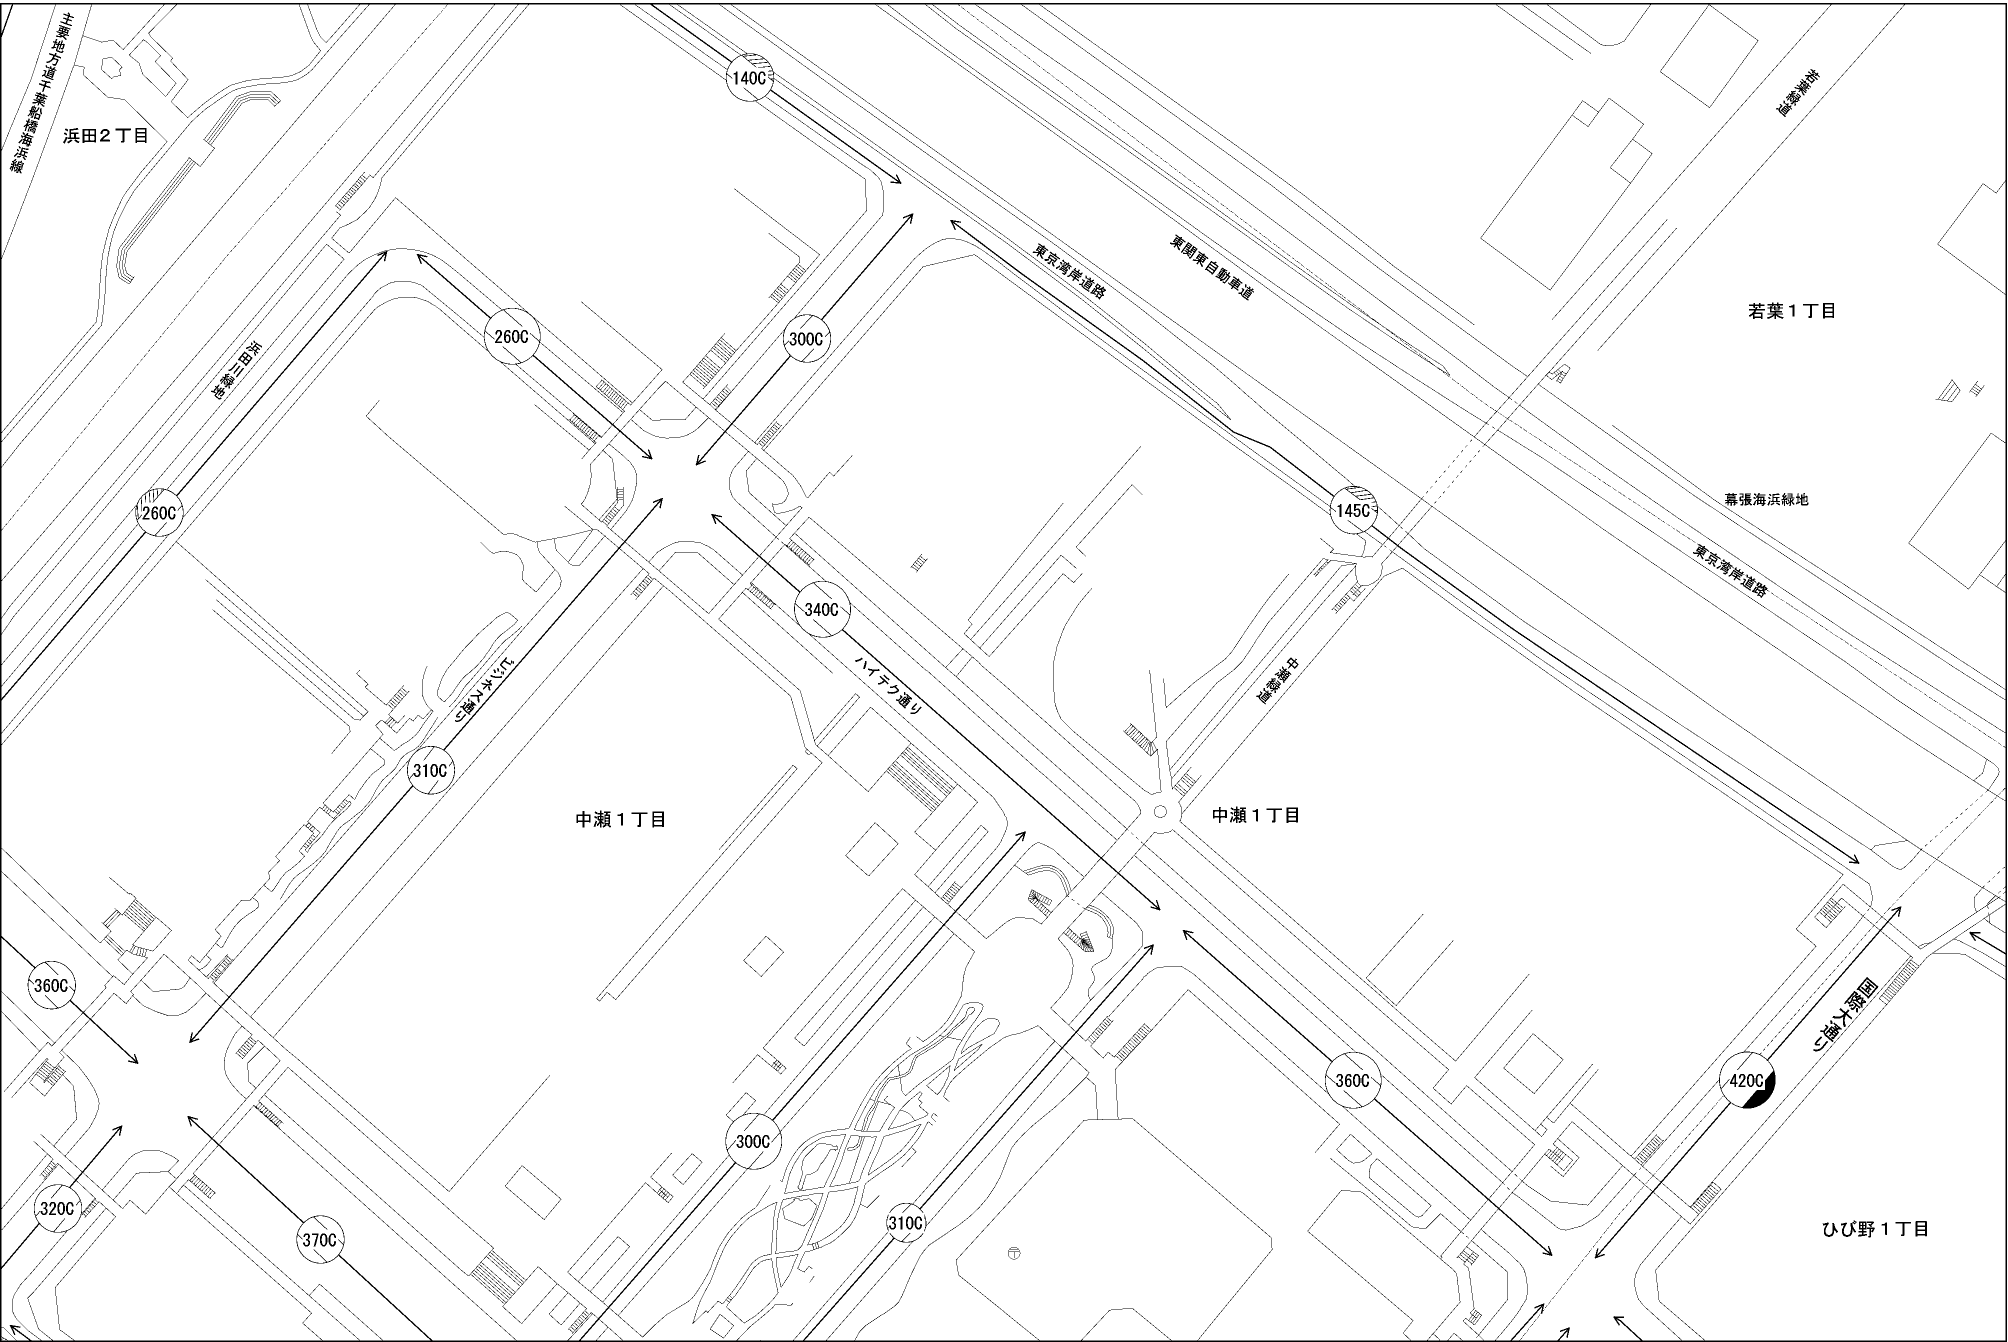 主要地方道千葉船橋海浜線
浜田２丁目
140C
若葉緑道
東京湾岸道路
東関東自動車道
若葉１丁目
260C
300C
浜田川緑地
260C
145C
幕張海浜緑地
東京湾岸道路
340C
ハイテク通り
中瀬緑道
ビジネス通り
310C
中瀬１丁目
中瀬１丁目
360C
国際大通り
360C
420C
300C
320C
370C
310C
ひび野１丁目